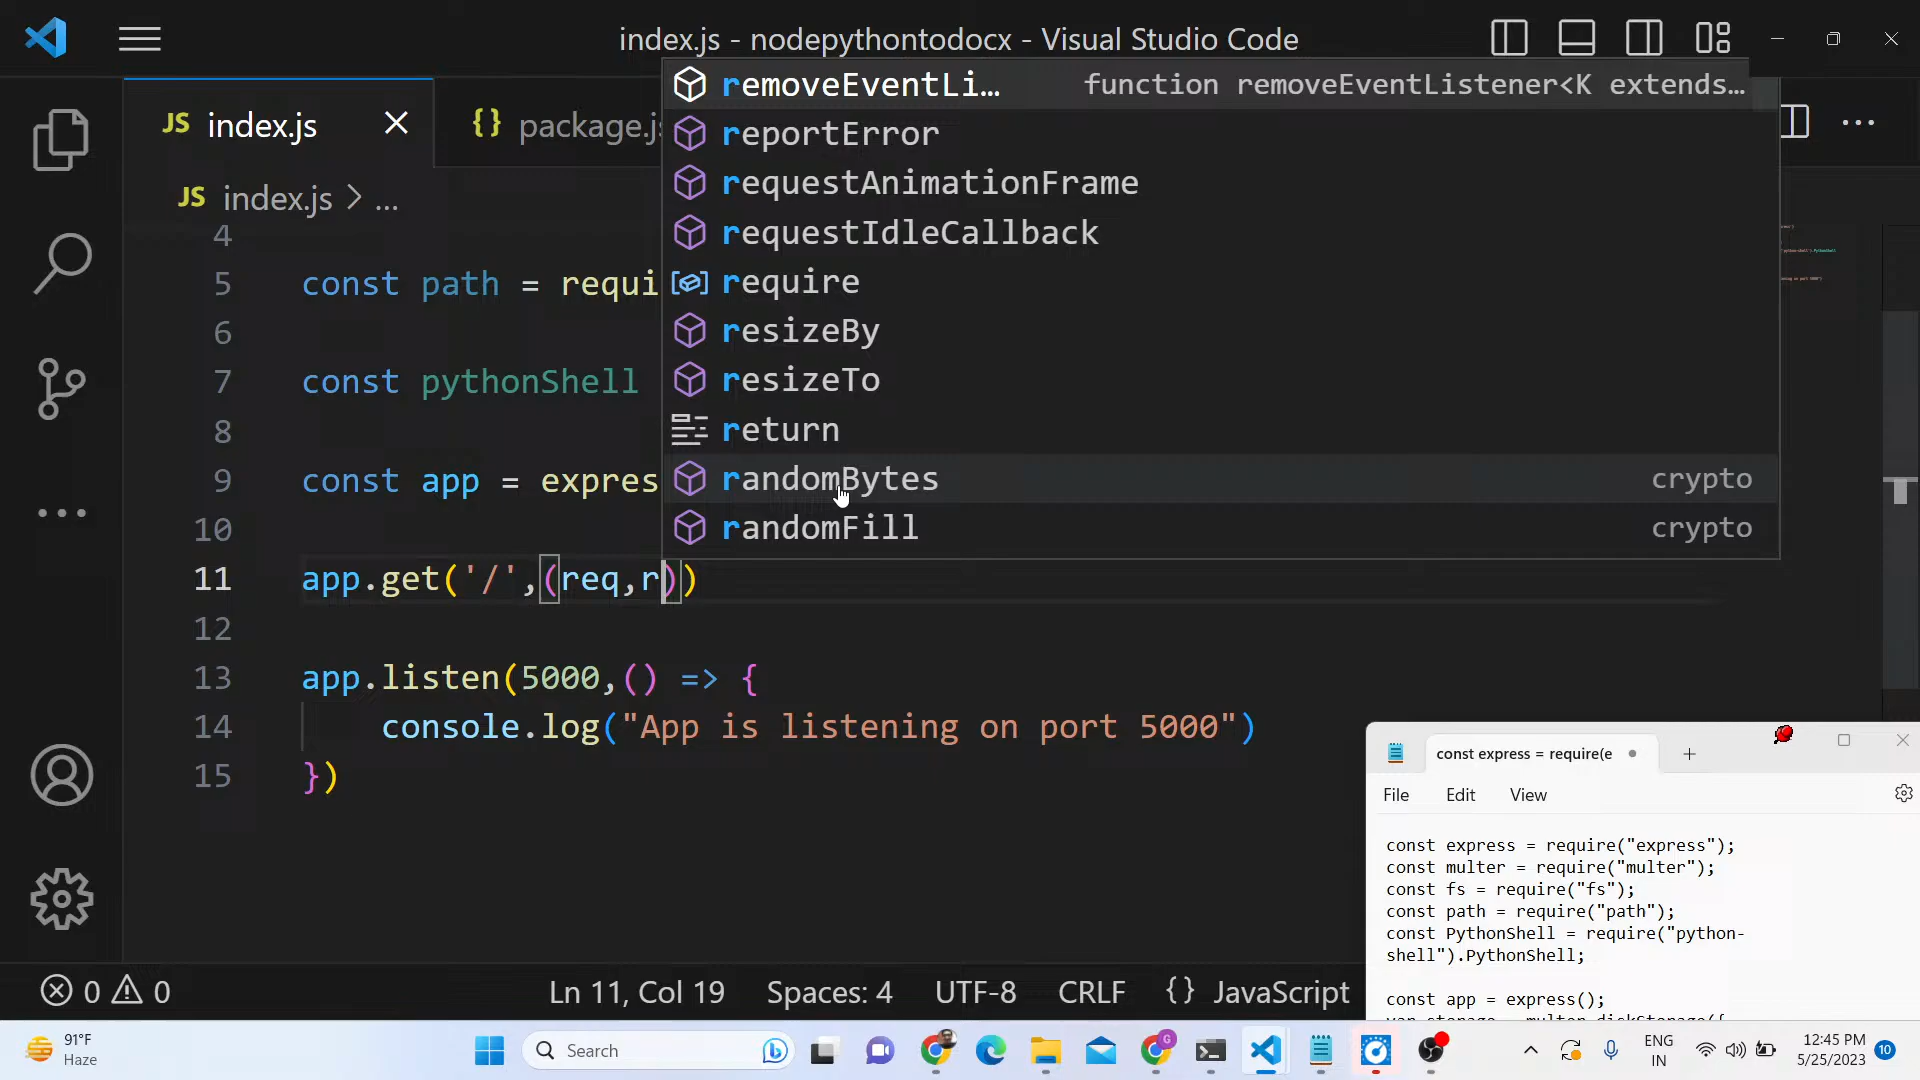 index.js - nodepythontodocx - Visual Studio Code
JS index.js
{} package.js
JS index.js > ...
removeEventLi… function removeEventListener<K extends…
reportError
requestAnimationFrame
requestIdleCallback
require
resizeBy
resizeTo
return
randomBytes crypto
randomFill crypto
4
5 const path = requi
6
7 const pythonShell
8
9 const app = expres
10
11 app.get('/',(req,r))
12
13 app.listen(5000,() => {
14 console.log("App is listening on port 5000")
15 })
const express = require(e
File Edit View
const express = require("express");
const multer = require("multer");
const fs = require("fs");
const path = require("path");
const PythonShell = require("python-
shell").PythonShell;
const app = express();
var storage = multer.diskStorage({
0 0 Ln 11, Col 19 Spaces: 4 UTF-8 CRLF {} JavaScript
91°F
Haze
Search
ENG
IN
12:45 PM
5/25/2023
10